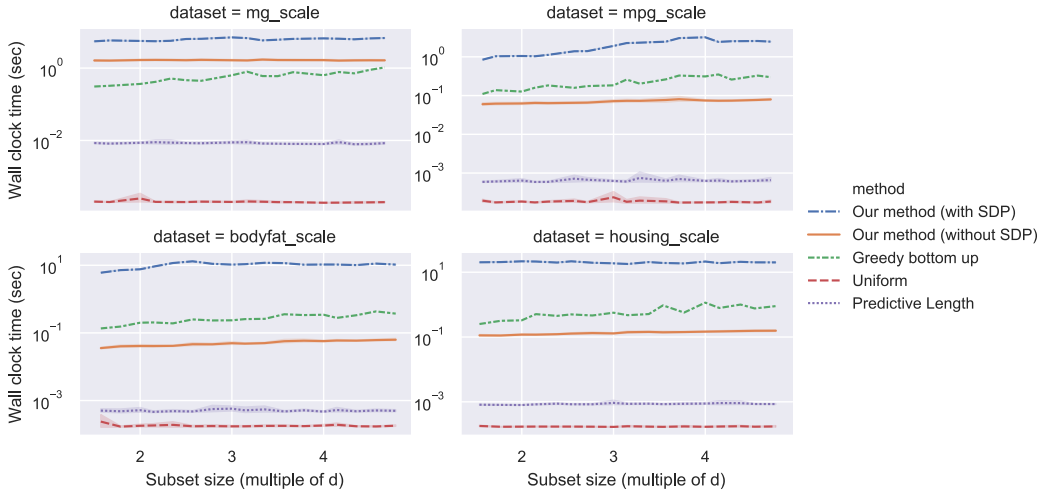 dataset = mg_scale
dataset = mpg_scale
Wall clock time (sec)
10^0
10^-2
10^0
10^-1
10^-2
10^-3
dataset = bodyfat_scale
dataset = housing_scale
Wall clock time (sec)
10^1
10^-1
10^-3
10^1
10^-1
10^-3
2 3 4
2 3 4
Subset size (multiple of d)
Subset size (multiple of d)
method
Our method (with SDP)
Our method (without SDP)
Greedy bottom up
Uniform
Predictive Length